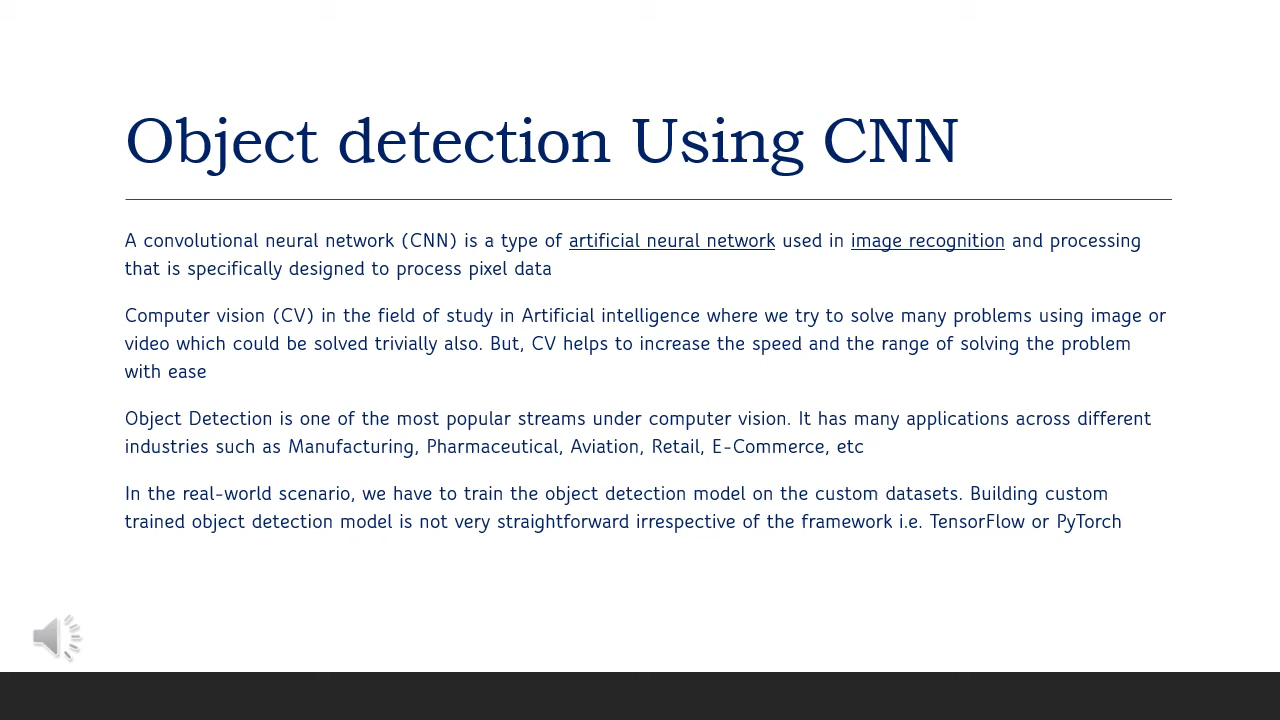 Object detection Using CNN
A convolutional neural network (CNN) is a type of artificial neural network used in image recognition and processing
that is specifically designed to process pixel data
Computer vision (CV) in the field of study in Artificial intelligence where we try to solve many problems using image or
video which could be solved trivially also. But, CV helps to increase the speed and the range of solving the problem
with ease
Object Detection is one of the most popular streams under computer vision. It has many applications across different
industries such as Manufacturing, Pharmaceutical, Aviation, Retail, E-Commerce, etc
In the real-world scenario, we have to train the object detection model on the custom datasets. Building custom
trained object detection model is not very straightforward irrespective of the framework i.e. TensorFlow or PyTorch